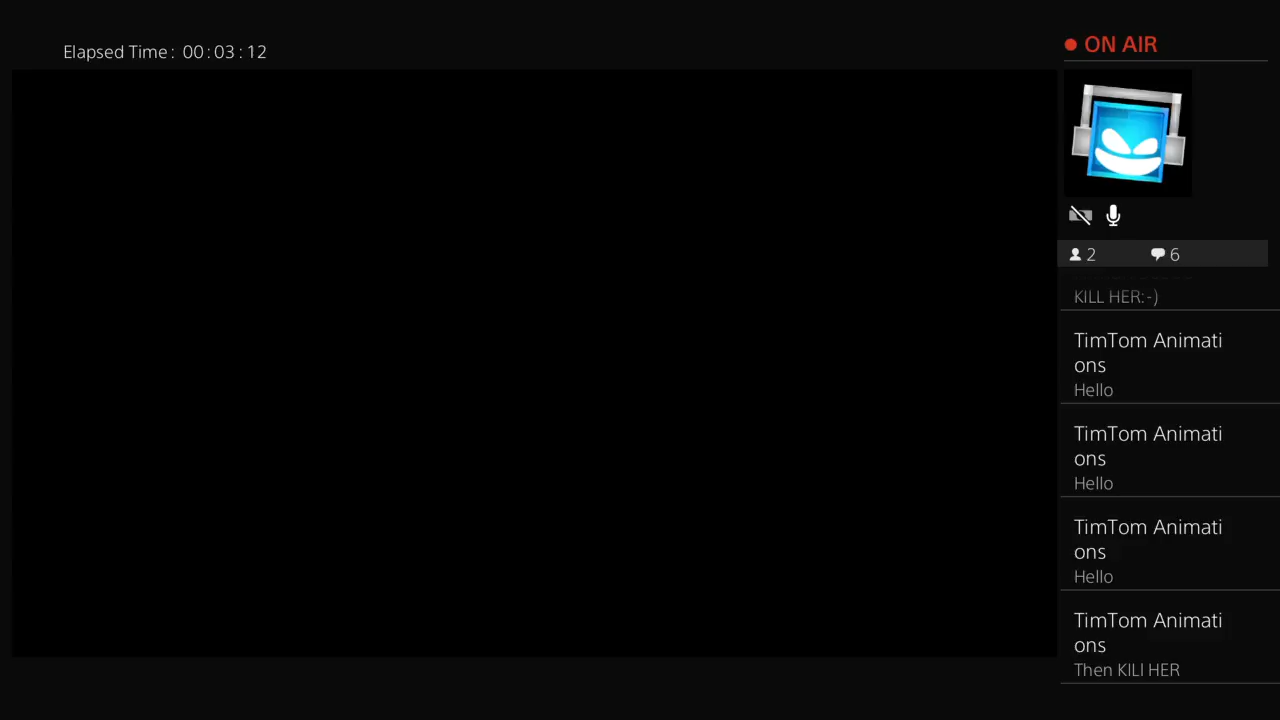 Elapsed Time: 00:03:12
ON AIR
2 6
KILL HER:-)
TimTom Animati
ons
Hello
TimTom Animati
ons
Hello
TimTom Animati
ons
Hello
TimTom Animati
ons
Then KILI HER